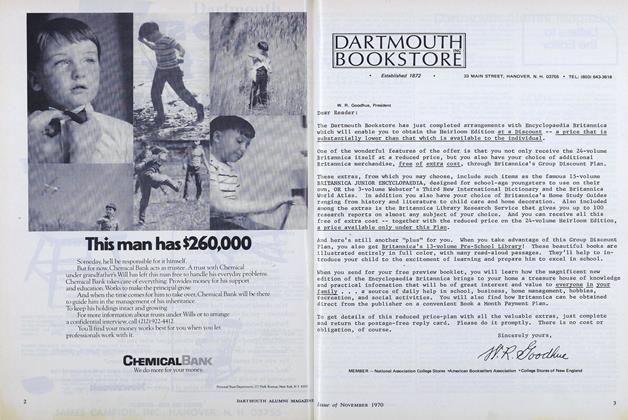 This man has $260,000
Someday, he'll be responsible for it himself.
But for now, Chemical Bank acts as trustee. A trust with Chemical
under grandfather's Will has left this man free to handle his everyday problems.
Chemical Bank takes care of everything. Provides money for his support
and education. Works to make the principal grow.
And when the time comes for him to take over, Chemical Bank will be there
to guide him in the management of his inheritance.
To keep his holdings intact and growing.
For more information about trusts under Wills or to arrange
a confidential interview, call (212) 922-4412.
You'll find your money works best for you when you let
professionals work with it.
CHEMICAL BANK
We do more for your money.
Personal Trust Department, 277 Park Avenue, New York, N.Y. 10017
2
DARTMOUTH ALUMNI MAGAZINE
DARTMOUTH
BOOKSTORE INC
• Established 1872 • 33 MAIN STREET, HANOVER, N. H. 03755 • TEL: (603) 643-3616
W. R. Goodhue, President
Dear Reader:
The Dartmouth Bookstore has just completed arrangements with Encyclopaedia Britannica
which will enable you to obtain the Heirloom Edition at a Discount -- a price that is
substantially lower than that which is available to the individual.
One of the wonderful features of the offer is that you not only receive the 24-volume
Britannica itself at a reduced price, but you also have your choice of additional
Britannica merchandise, free of extra cost, through Britannica's Group Discount Plan.
These extras, from which you may choose, include such items as the famous 15-volume
BRITANNICA JUNIOR ENCYCLOPAEDIA, designed for school-age youngsters to use on their
own, OR the 3-volume Webster's Third New International Dictionary and the Britannica
World Atlas. In addition you also have your choice of Britannica's Home Study Guides
ranging from history and literature to child care and home decoration. Also included
among the extras is the Britannica Library Research Service that gives you up to 100
research reports on almost any subject of your choice. And you can receive all this
free of extra cost -- together with the reduced price on the 24-volume Heirloom Edition,
a price available only under this Plan.
And here's still another "plus" for you. When you take advantage of this Group Discount
Plan, you also get Britannica's 13-volume Pre-School Library! These beautiful books are
illustrated entirely in full color, with many read-aloud passages. They'll help to in-
troduce your child to the excitement of learning and prepare him to excel in school.
When you send for your free preview booklet, you will learn how the magnificent new
edition of the Encyclopaedia Britannica brings to your home a treasure house of knowledge
and practical information that will be of great interest and value to everyone in your
family . . . a source of daily help in school, business, home management, hobbies,
recreation, and social activities. You will also find how Britannica can be obtained
direct from the publisher on a convenient Book a Month Payment Plan.
To get details of this reduced price-plan with all the valuable extras, just complete
and return the postage-free reply card. Please do it promptly. There is no cost or
obligation, of course.
Sincerely yours,
W. R. Goodhue
MEMBER — National Association College Stores •American Booksellers Association •College Stores of New England
Issue of NOVEMBER 1970
3